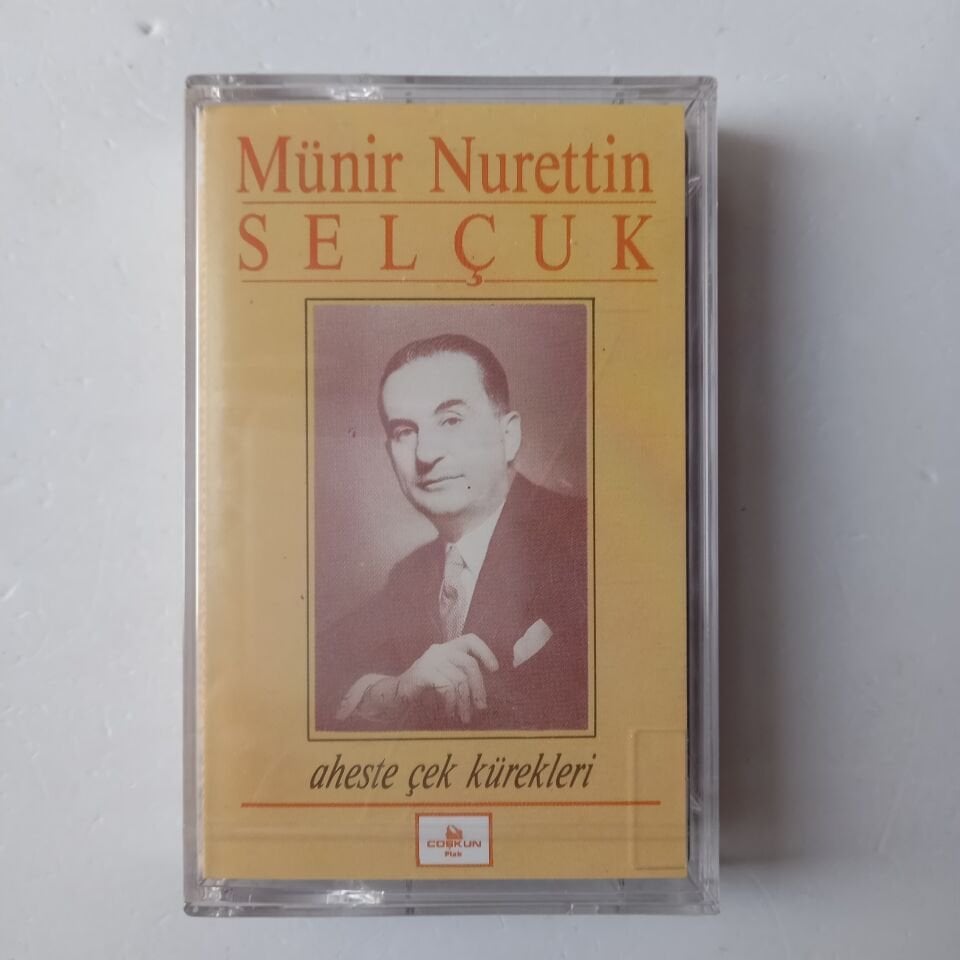 Münir Nurettin
SELÇUK
aheste çek kürekleri
COŞKUN
Plak